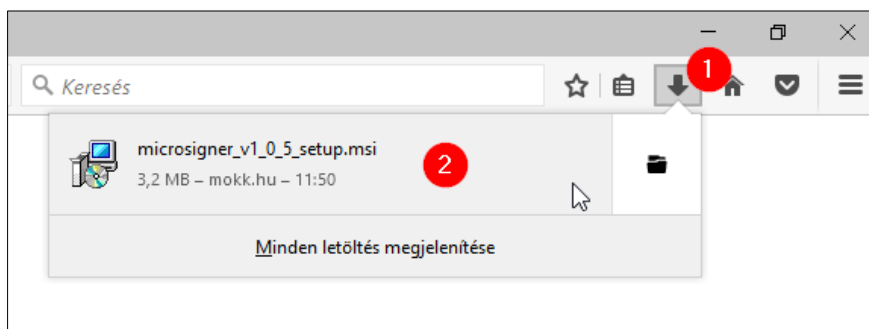 1
Keresés
microsigner_v1_0_5_setup.msi
2
3,2 MB – mokk.hu – 11:50
Minden letöltés megjelenítése